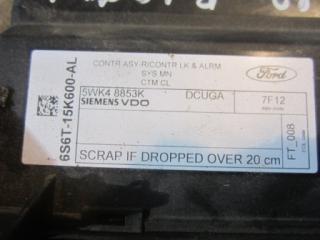 CONTR ASY-R/CONTR LK & ALRM
SYS MN
CTM CL
Ford
6S6T-15K600-AL
5WK4 8853K
DCUGA
7F12
SIEMENS VDO
FT_008
SCRAP IF DROPPED OVER 20 cm